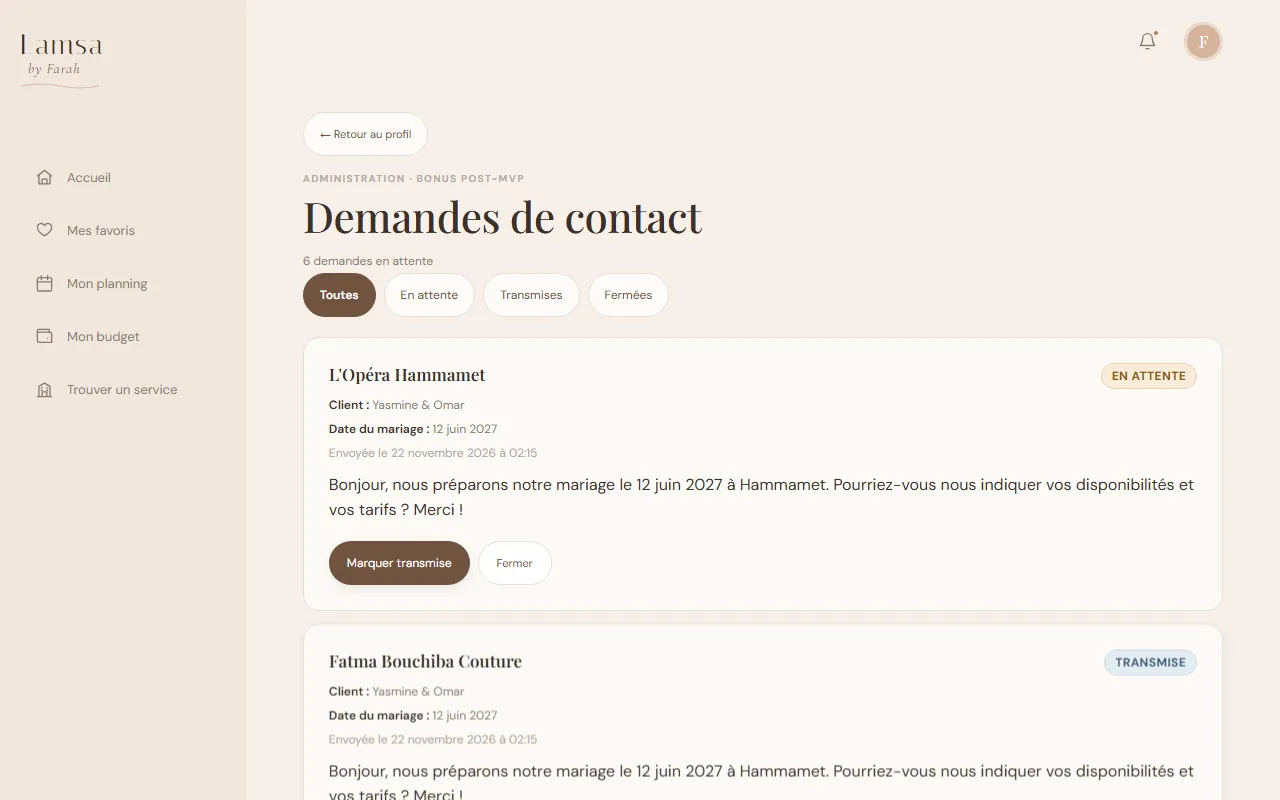 Lamsa
by Farah
F
Accueil
Mes favoris
Mon planning
Mon budget
Trouver un service
← Retour au profil
ADMINISTRATION · BONUS POST-MVP
Demandes de contact
6 demandes en attente
Toutes
En attente
Transmises
Fermées
L'Opéra Hammamet
EN ATTENTE
Client : Yasmine & Omar
Date du mariage : 12 juin 2027
Envoyée le 22 novembre 2026 à 02:15
Bonjour, nous préparons notre mariage le 12 juin 2027 à Hammamet. Pourriez-vous nous indiquer vos disponibilités et
vos tarifs ? Merci !
Marquer transmise
Fermer
Fatma Bouchiba Couture
TRANSMISE
Client : Yasmine & Omar
Date du mariage : 12 juin 2027
Envoyée le 22 novembre 2026 à 02:15
Bonjour, nous préparons notre mariage le 12 juin 2027 à Hammamet. Pourriez-vous nous indiquer vos disponibilités et
vos tarifs ? Merci !